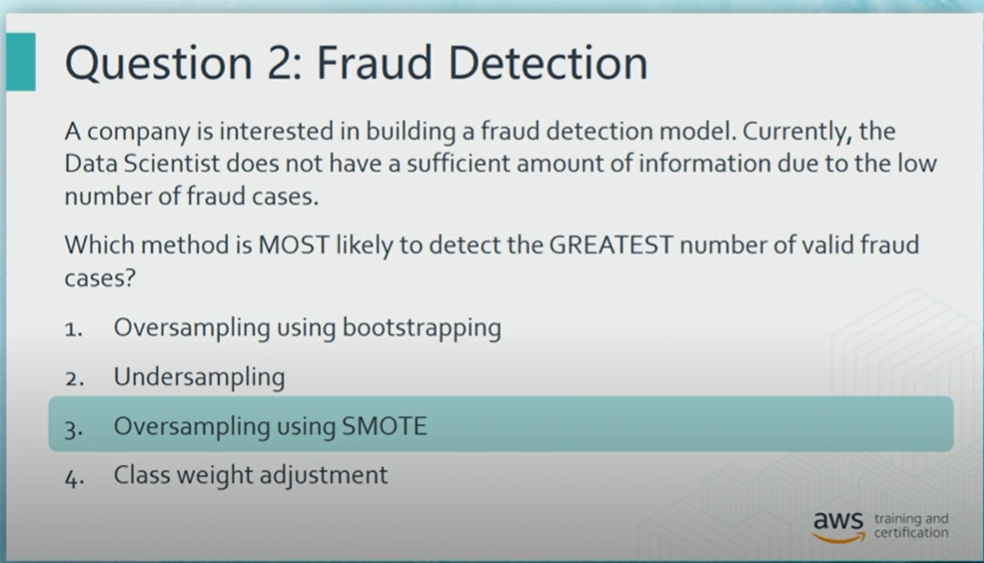 Question 2: Fraud Detection
A company is interested in building a fraud detection model. Currently, the
Data Scientist does not have a sufficient amount of information due to the low
number of fraud cases.
Which method is MOST likely to detect the GREATEST number of valid fraud
cases?
1. Oversampling using bootstrapping
2. Undersampling
3. Oversampling using SMOTE
4. Class weight adjustment
aws training and
certification